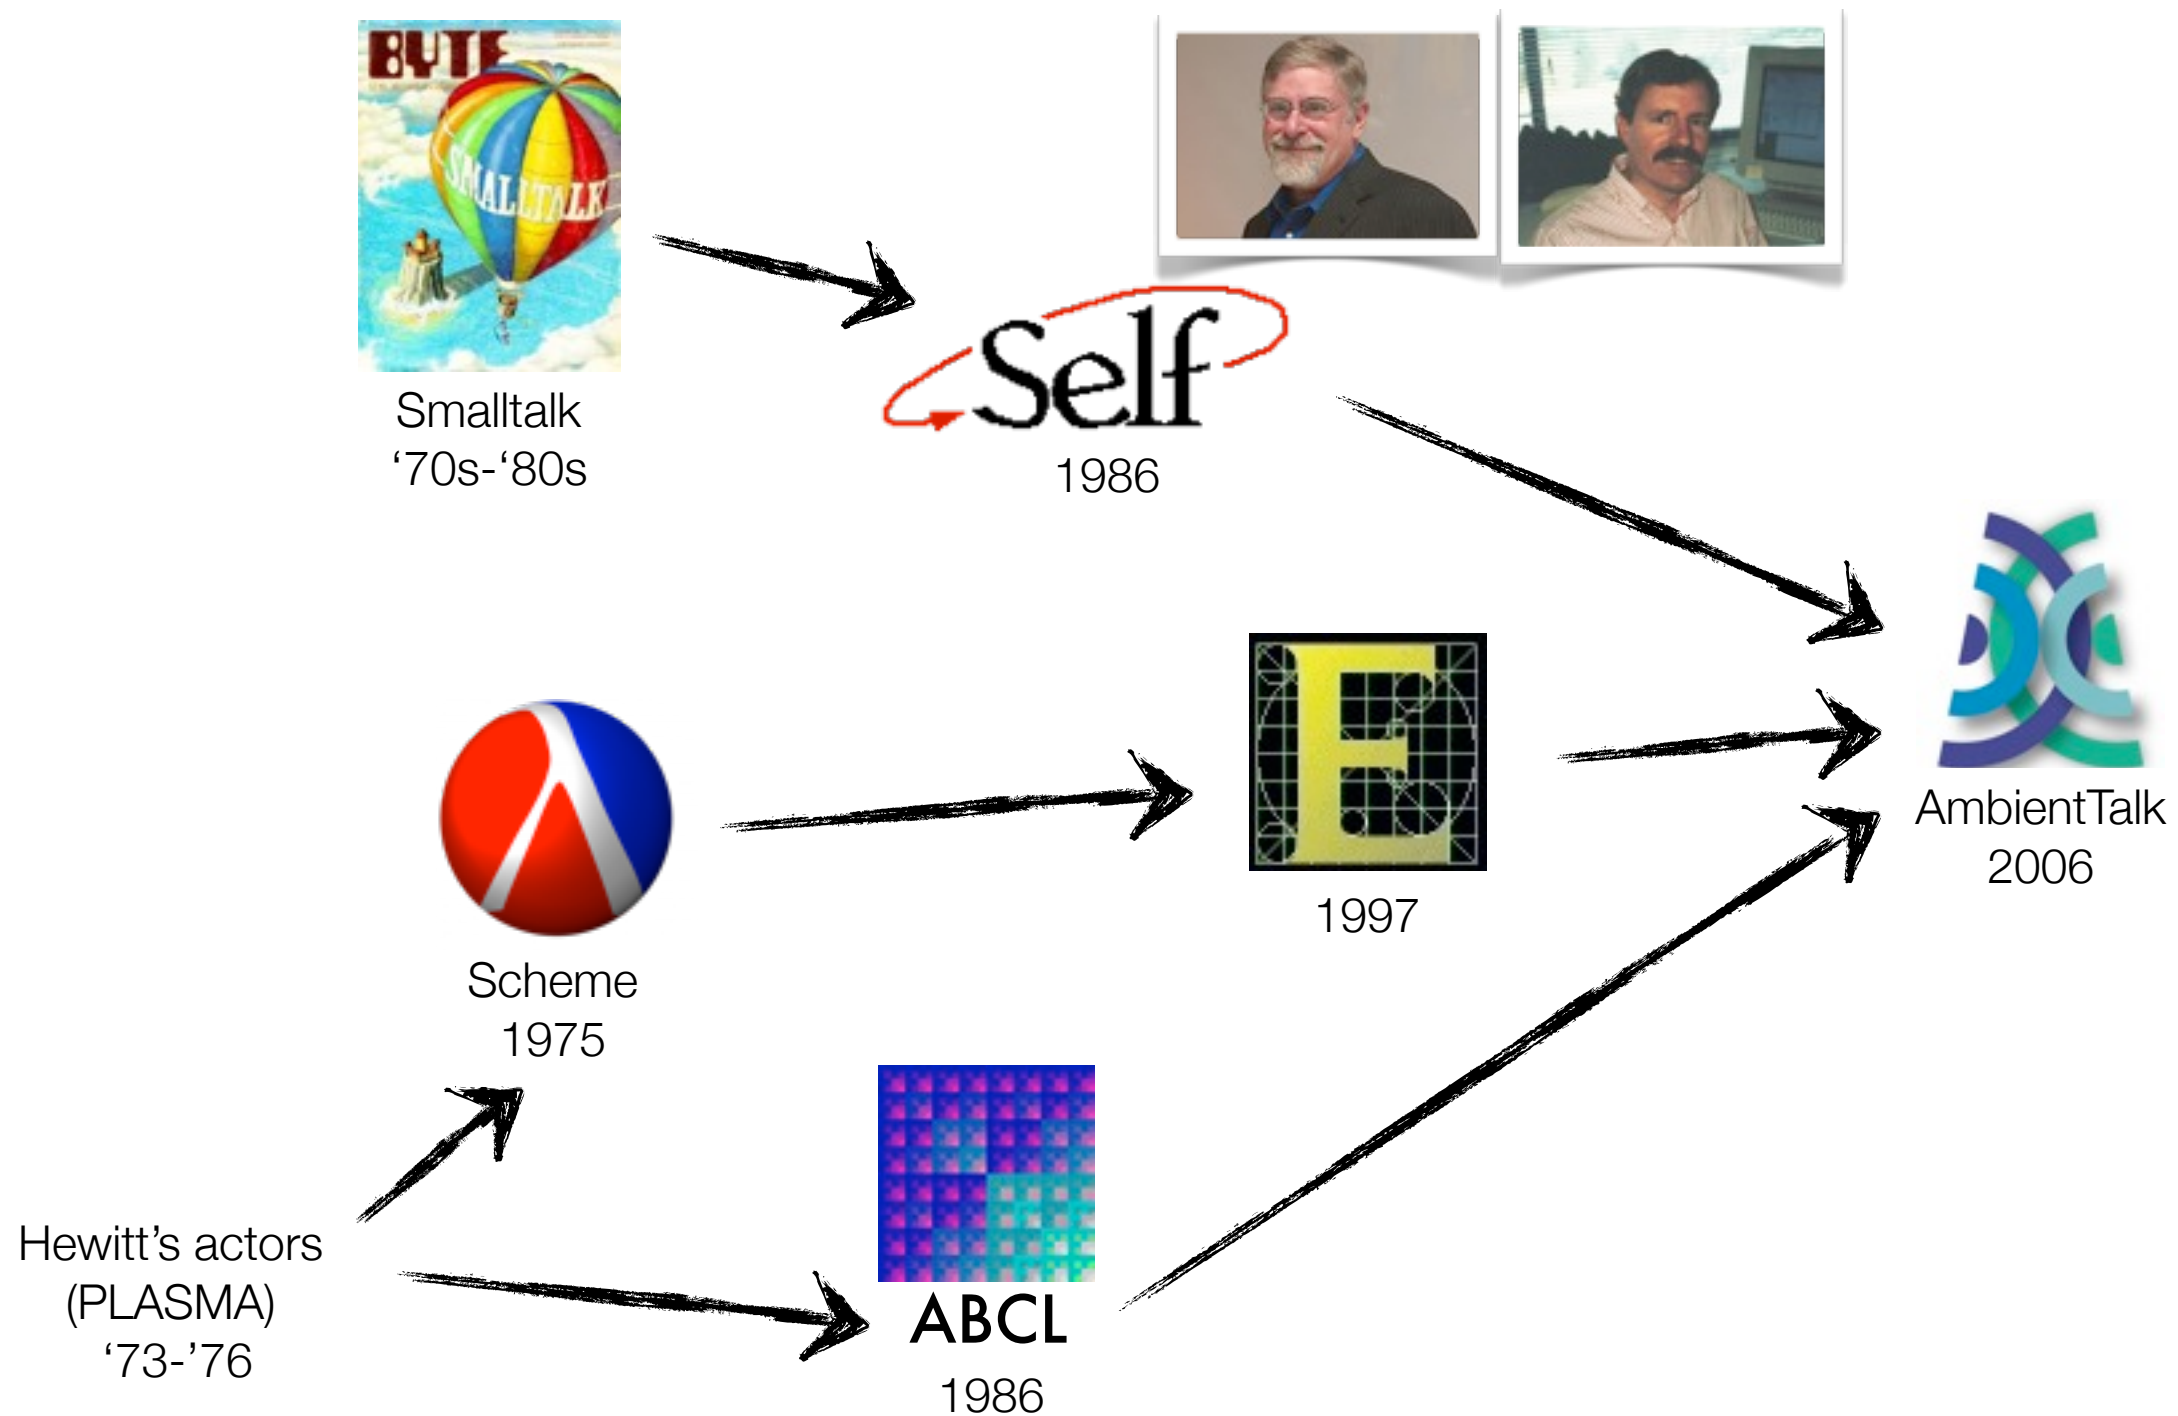 BYTE
SMALLTALK
Smalltalk
‘70s-‘80s
Self
1986
E
1997
AmbientTalk
2006
Scheme
1975
Hewitt’s actors
(PLASMA)
‘73-’76
ABCL
1986